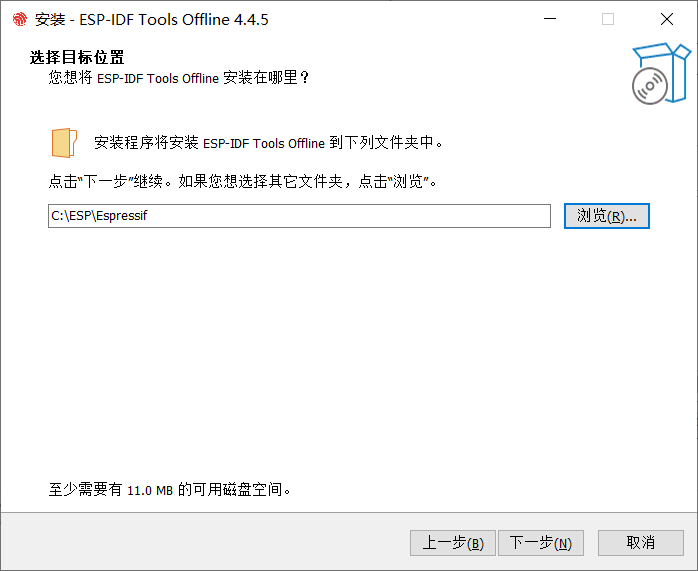 安装 - ESP-IDF Tools Offline 4.4.5
选择目标位置
您想将 ESP-IDF Tools Offline 安装在哪里？
安装程序将安装 ESP-IDF Tools Offline 到下列文件夹中。
点击“下一步”继续。如果您想选择其它文件夹，点击“浏览”。
C:\ESP\Espressif
浏览(R)...
至少需要有 11.0 MB 的可用磁盘空间。
上一步(B)
下一步(N)
取消